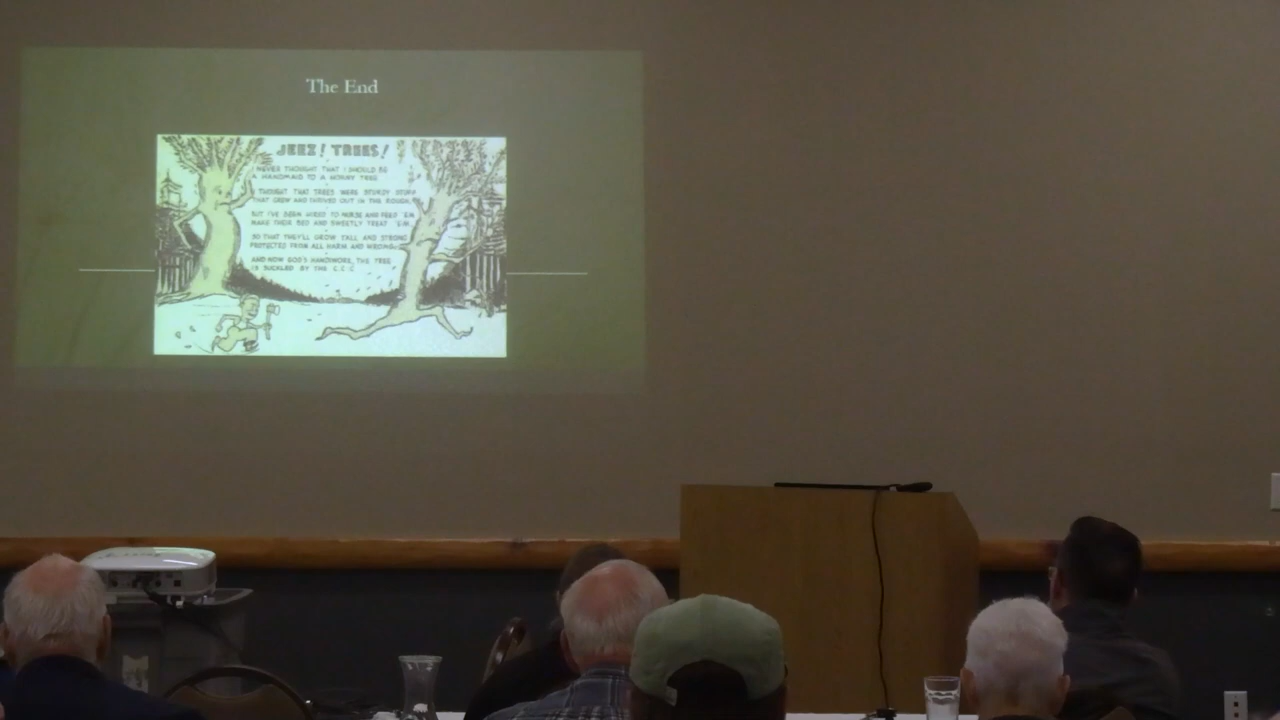 The End
JEEZ! TREES!
I NEVER THOUGHT THAT I SHOULD BE
A HANDMAID TO A HORNY TREE
I THOUGHT THAT TREES WERE STURDY STUFF
THAT GREW AND THRIVED OUT IN THE ROUGH,
BUT I'VE BEEN HIRED TO NURSE AND FEED 'EM
MAKE THEIR BED AND SWEETLY TREAT 'EM
SO THAT THEY'LL GROW TALL AND STRONG
PROTECTED FROM ALL HARM AND WRONG
AND NOW GOD'S HANDIWORK, THE TREE
IS SUCKLED BY THE C.C.C